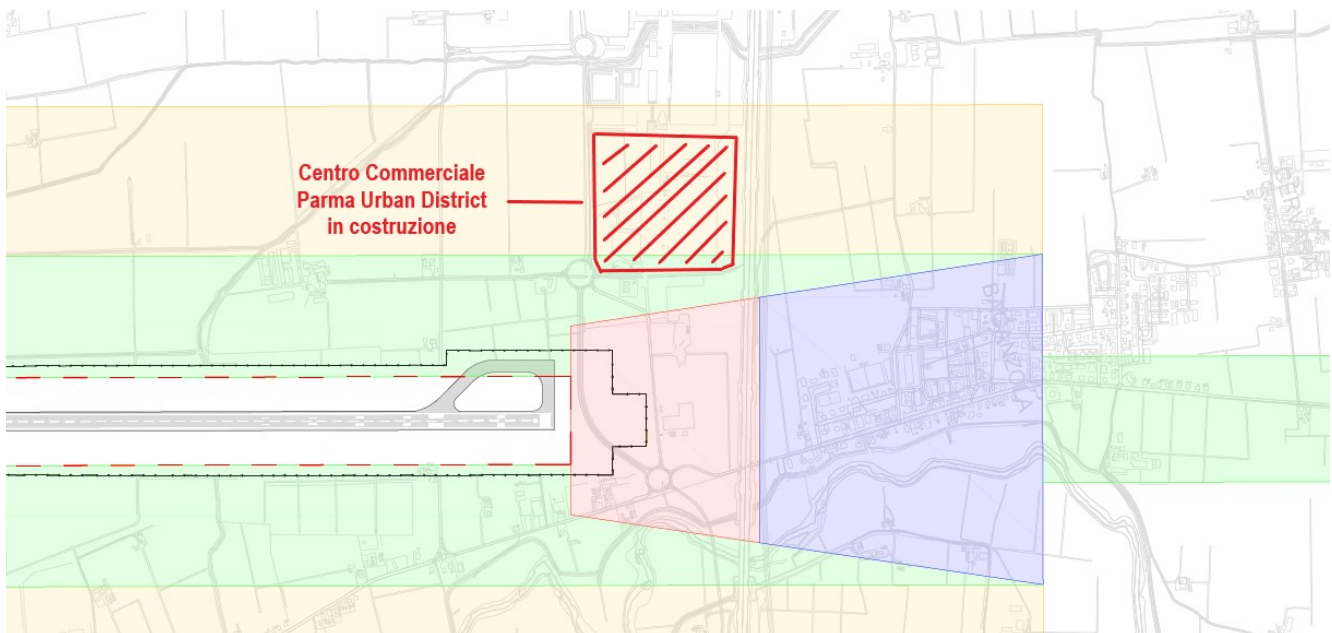 Centro Commerciale
Parma Urban District
in costruzione